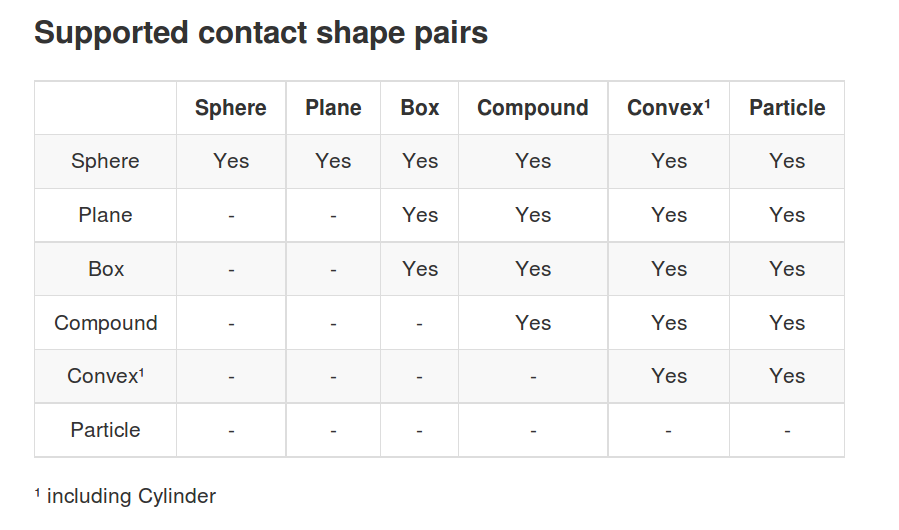 Supported contact shape pairs
Sphere Plane Box Compound Convex¹ Particle
Sphere Yes Yes Yes Yes Yes Yes
Plane - - Yes Yes Yes Yes
Box - - Yes Yes Yes Yes
Compound - - - Yes Yes Yes
Convex¹ - - - - Yes Yes
Particle - - - - - -
¹ including Cylinder